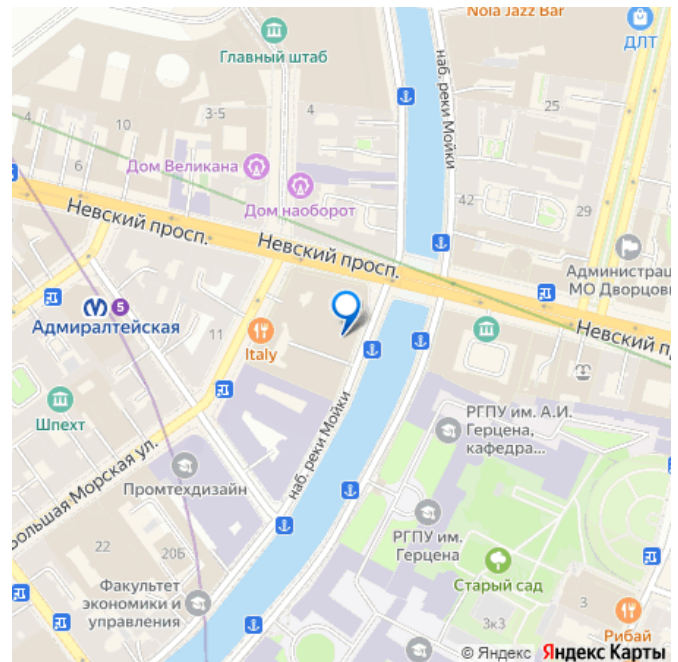 Nola Jazz Bar
ДЛТ
Главный штаб
наб. реки Мойки
3-5
4
25
4
10
6
Дом Великана
Дом наоборот
42
29
Невский просп.
Невский просп.
Администрац
МО Дворцовы
5
Адмиралтейская
11
Italy
Невский п
Шпехт
РГПУ им. А.И.
Герцена,
кафедра...
наб. реки Мойки
Большая Морская ул.
Промтехдизайн
РГПУ им.
Герцена
22
20Б
Старый сад
Факультет
экономики и
управления
3
3к3
Рибай
© Яндекс Яндекс Карты